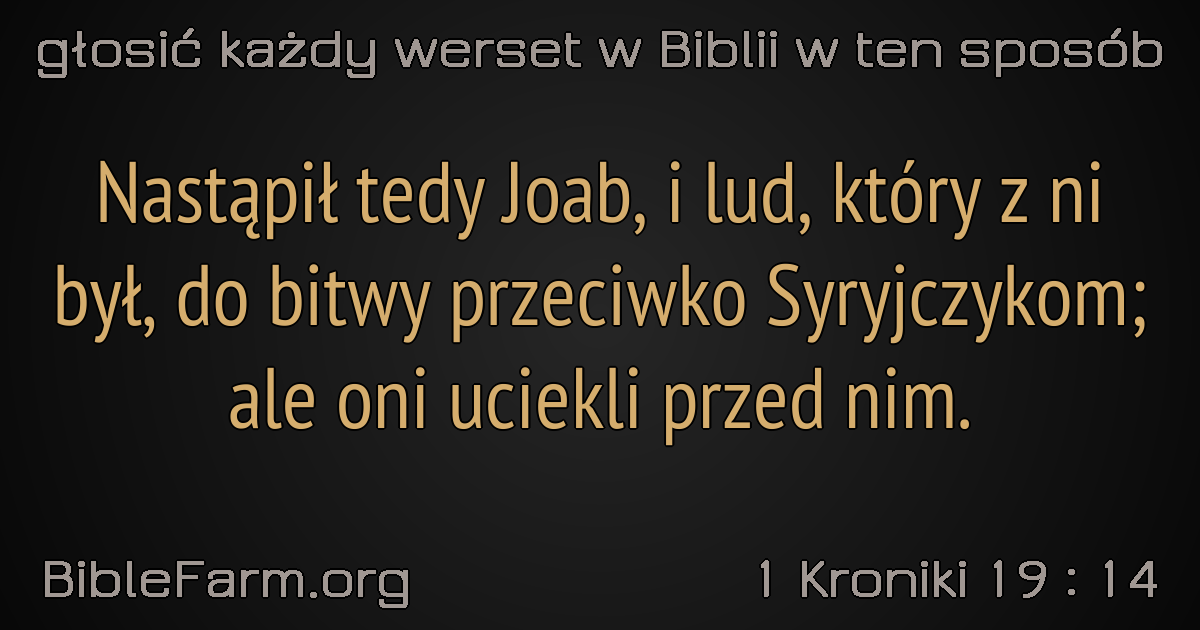 głosić każdy werset w Biblii w ten sposób
Nastąpił tedy Joab, i lud, który z ni
był, do bitwy przeciwko Syryjczykom;
ale oni uciekli przed nim.
BibleFarm.org
1 Kroniki 19 : 14